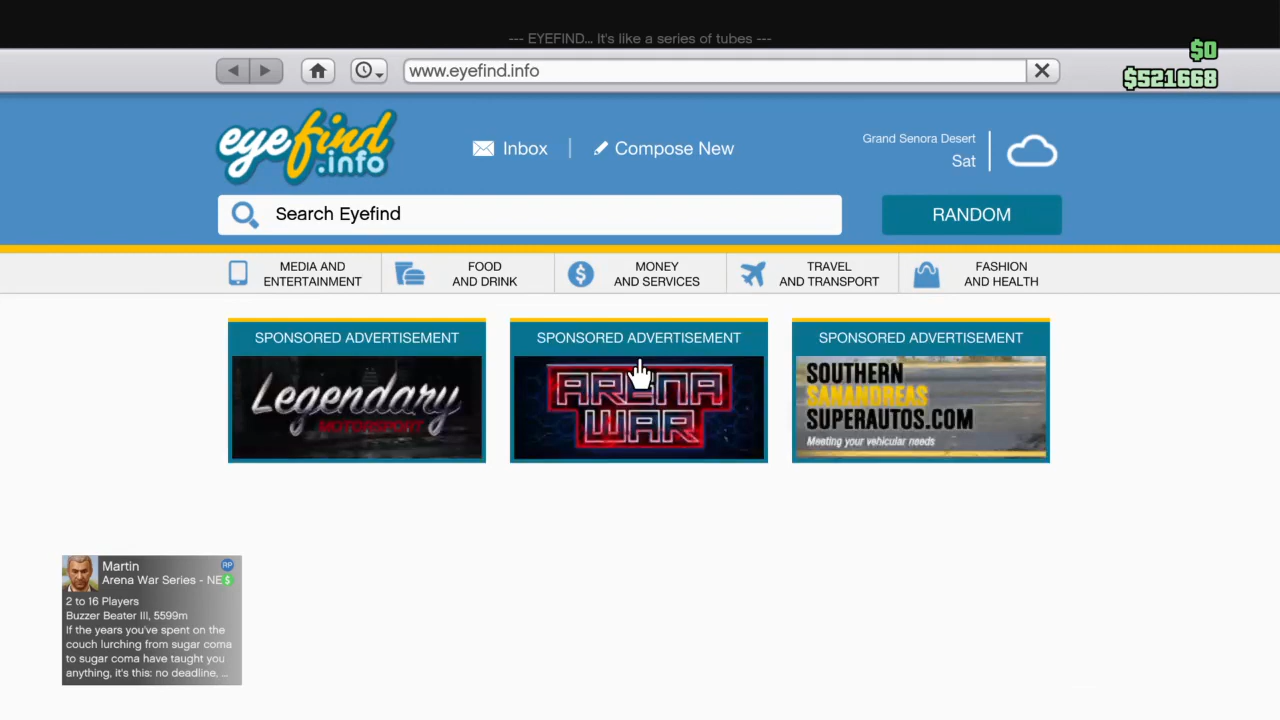 --- EYEFIND... It's like a series of tubes ---
$0
www.eyefind.info
$521668
eyefind
.info
Inbox
Compose New
Grand Senora Desert
Sat
Search Eyefind
RANDOM
MEDIA AND
ENTERTAINMENT
FOOD
AND DRINK
MONEY
AND SERVICES
TRAVEL
AND TRANSPORT
FASHION
AND HEALTH
SPONSORED ADVERTISEMENT
Legendary
MOTORSPORT
SPONSORED ADVERTISEMENT
ARENA
WAR
SPONSORED ADVERTISEMENT
SOUTHERN
SANANDREAS
SUPERAUTOS.COM
Meeting your vehicular needs
Martin
RP
Arena War Series - NE
$
2 to 16 Players
Buzzer Beater III, 5599m
If the years you've spent on the
couch lurching from sugar coma
to sugar coma have taught you
anything, it's this: no deadline, ...